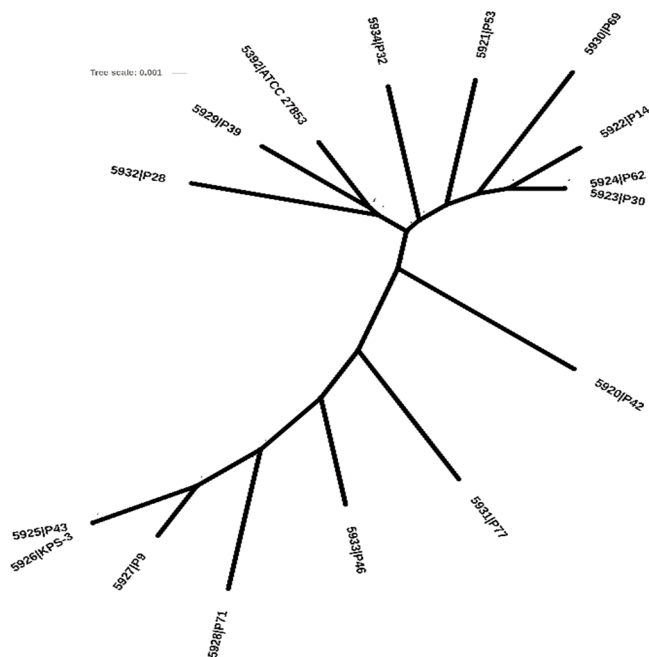 5934|P32
5921|P53
5930|P69
5392|ATCC 27853
Tree scale: 0.001
5929|P39
5922|P14
5932|P28
5924|P62
5923|P30
5920|P42
5931|P77
5925|P43
5926|KPS-3
5933|P46
5927|P9
5928|P71